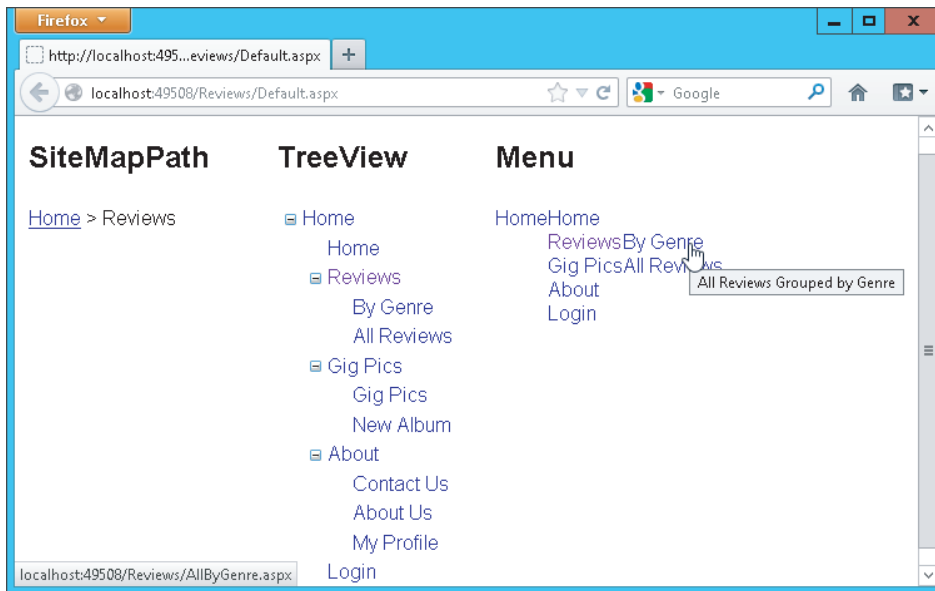 Firefox
http://localhost:495...eviews/Default.aspx
localhost:49508/Reviews/Default.aspx
Google
SiteMapPath
TreeView
Menu
Home > Reviews
Home
Home
Reviews
By Genre
All Reviews
Gig Pics
Gig Pics
New Album
About
Contact Us
About Us
My Profile
Login
HomeHome
ReviewsBy Genre
Gig PicsAll Reviews
About
Login
All Reviews Grouped by Genre
localhost:49508/Reviews/AllByGenre.aspx